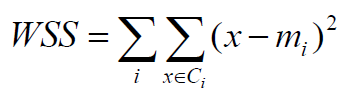 WSS = ∑_i ∑_{x∈C_i} (x − m_i)²